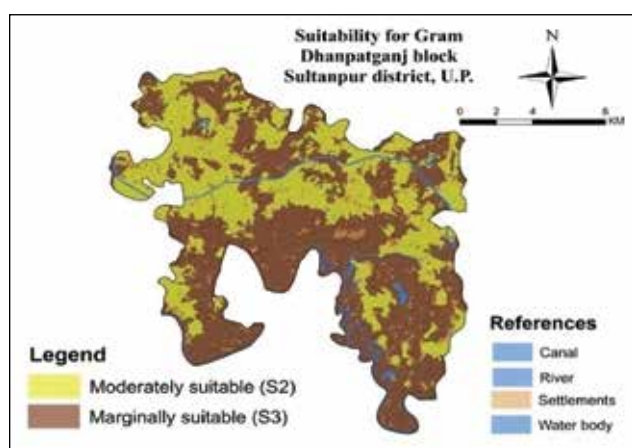 Suitability for Gram
Dhanpatganj block
Sultanpur district, U.P.
N
0 2 4 6
KM
Legend
Moderately suitable (S2)
Marginally suitable (S3)
References
Canal
River
Settlements
Water body